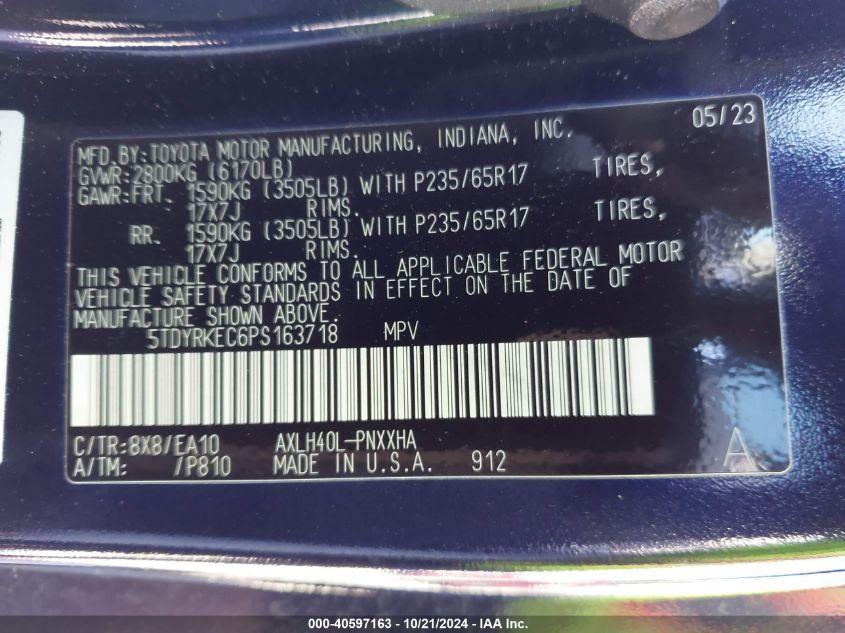 05/23
MFD.BY:TOYOTA MOTOR MANUFACTURING, INDIANA, INC.
GVWR:2800KG (6170LB)
GAWR:FRT. 1590KG (3505LB) WITH P235/65R17 TIRES,
17X7J RIMS.
RR. 1590KG (3505LB) WITH P235/65R17 TIRES,
17X7J RIMS.
THIS VEHICLE CONFORMS TO ALL APPLICABLE FEDERAL MOTOR
VEHICLE SAFETY STANDARDS IN EFFECT ON THE DATE OF
MANUFACTURE SHOWN ABOVE.
5TDYRKEC6PS163718 MPV
C/TR:8X8/EA10 AXLH40L-PNXXHA
A/TM: /P810 MADE IN U.S.A. 912 A
000-40597163 - 10/21/2024 - IAA Inc.